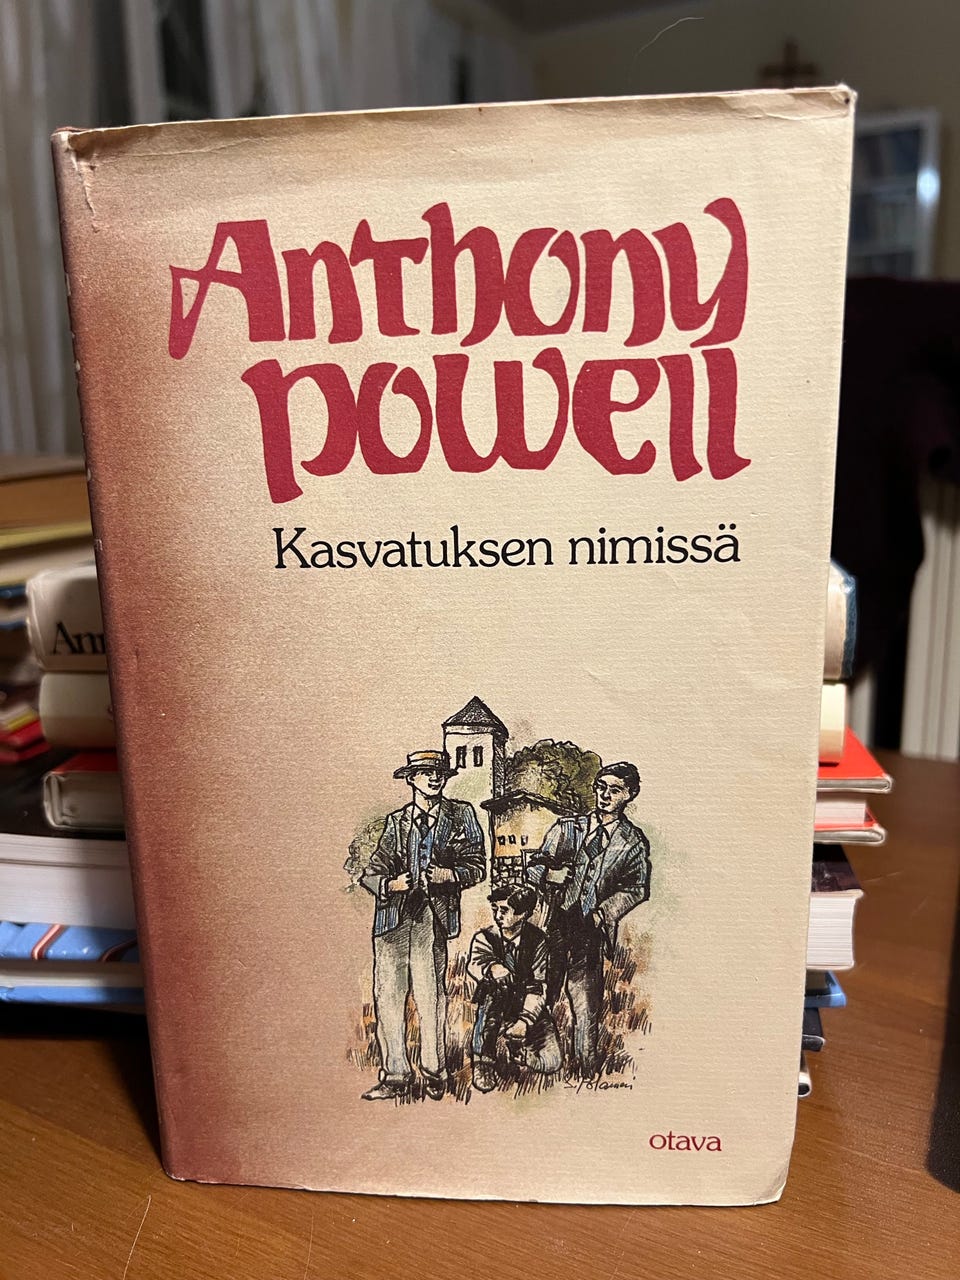 Anthony
Powell
Kasvatuksen nimissä
otava